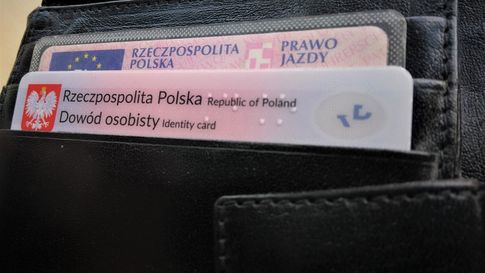 RZECZPOSPOLITA
POLSKA
PRAWO
JAZDY
Rzeczpospolita Polska Republic of Poland
Dowód osobisty Identity card